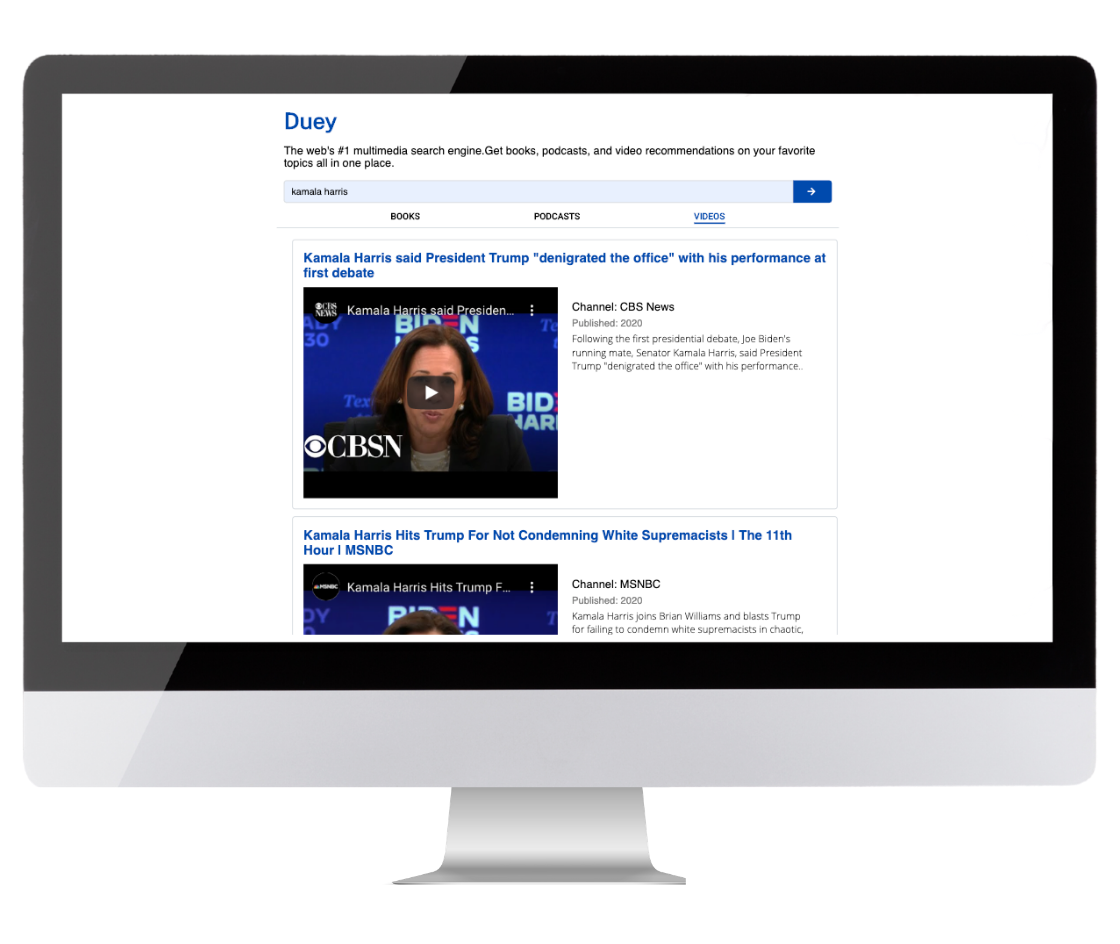 Duey
The web's #1 multimedia search engine.Get books, podcasts, and video recommendations on your favorite
topics all in one place.
kamala harris
BOOKS PODCASTS VIDEOS
Kamala Harris said President Trump "denigrated the office" with his performance at
first debate
CBS NEWS Kamala Harris said Presiden...
BIDEN
30
Tex
BID
HAR
CBSN
Channel: CBS News
Published: 2020
Following the first presidential debate, Joe Biden's
running mate, Senator Kamala Harris, said President
Trump "denigrated the office" with his performance..
Kamala Harris Hits Trump For Not Condemning White Supremacists | The 11th
Hour | MSNBC
MSNBC Kamala Harris Hits Trump F...
BIDEN
Channel: MSNBC
Published: 2020
Kamala Harris joins Brian Williams and blasts Trump
for failing to condemn white supremacists in chaotic,